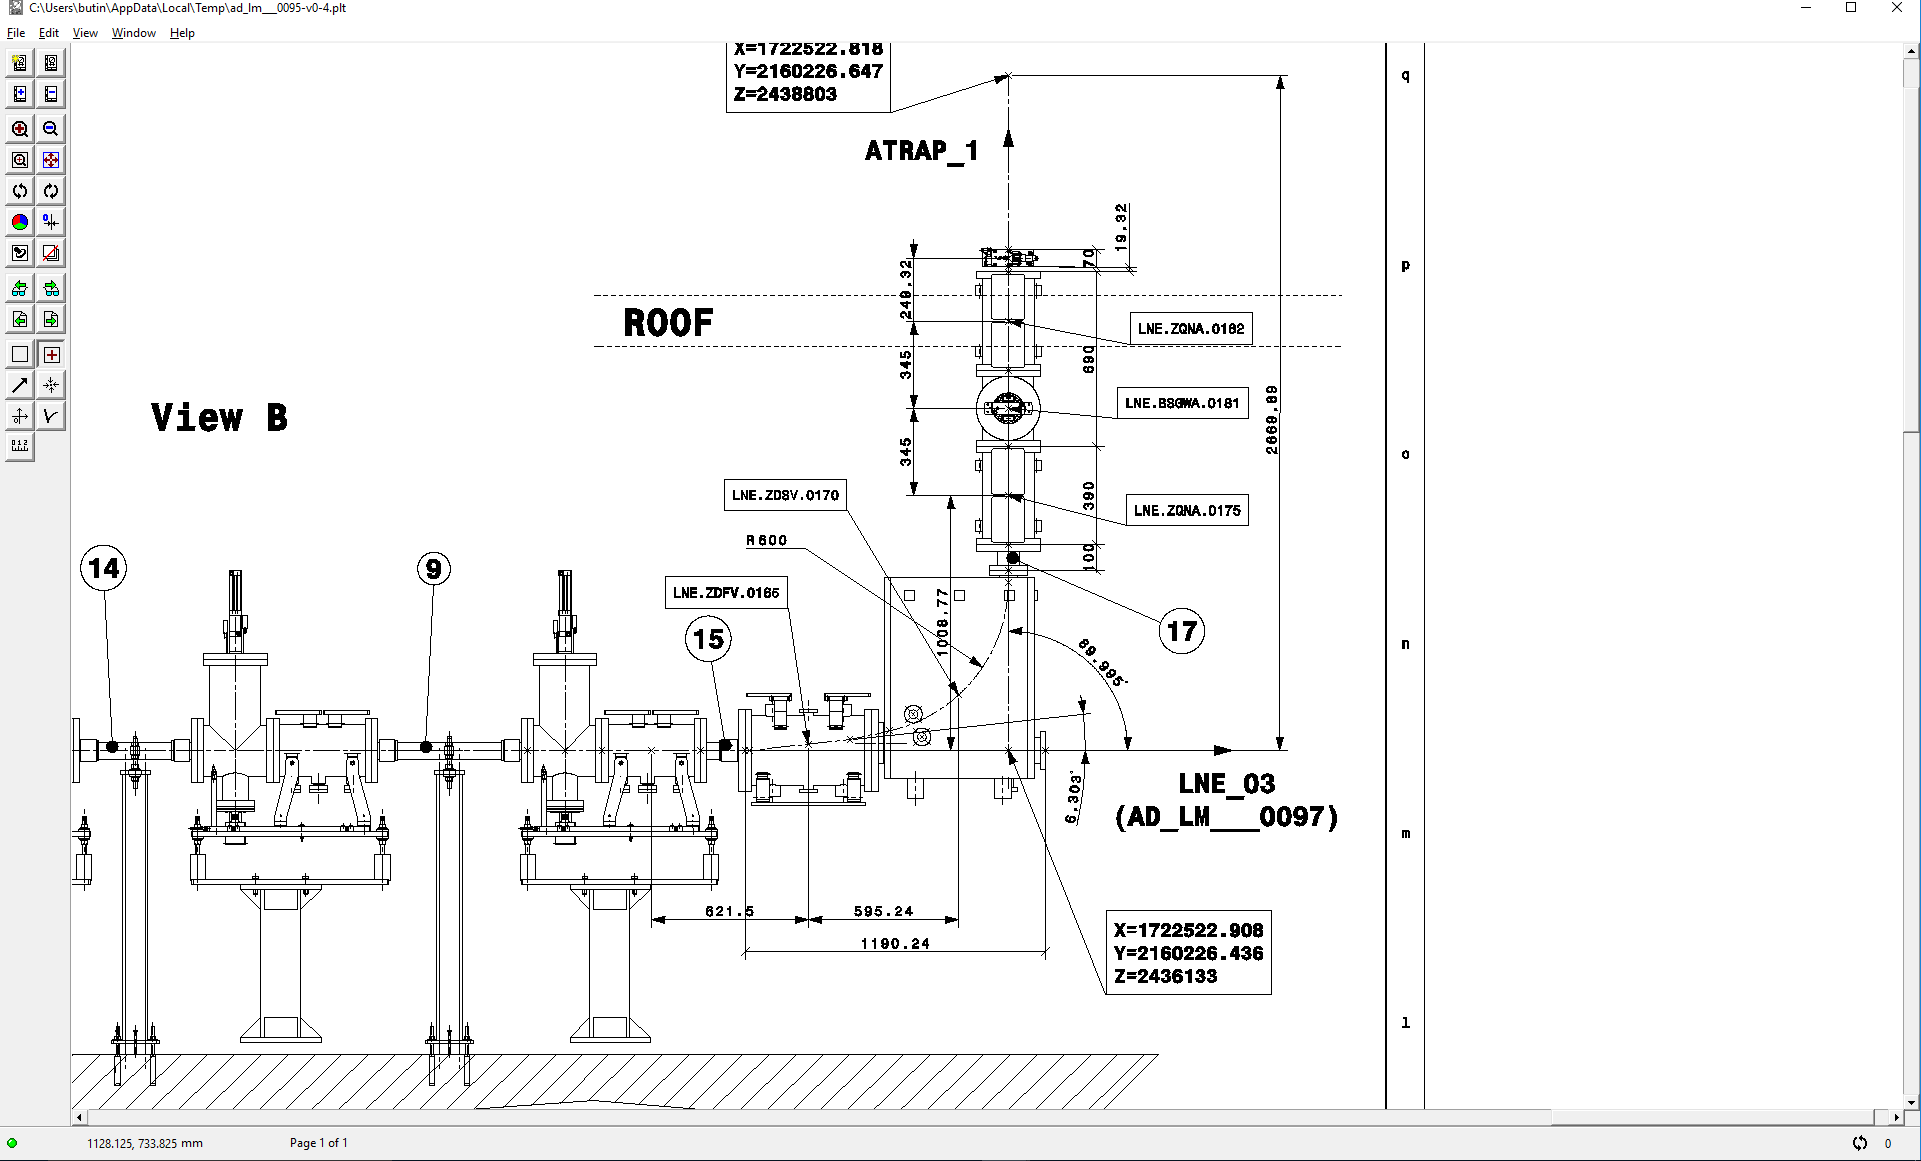 C:\Users\butin\AppData\Local\Temp\ad_lm___0095-v0-4.plt
File Edit View Window Help
X=1722522.818
Y=2160226.647
Z=2438803
q
ATRAP_1
19.32
70
p
249.32
ROOF
LNE.ZQNA.0182
345
690
2669.89
View B
LNE.BSGWA.0181
345
o
LNE.ZDSV.0170
390
LNE.ZQNA.0175
R600
14
9
100
LNE.ZDFV.0165
1008.77
15
17
89.995°
n
6.303°
LNE_03
(AD_LM___0097)
m
621.5
595.24
1190.24
X=1722522.908
Y=2160226.436
Z=2436133
l
1128.125, 733.825 mm
Page 1 of 1
0